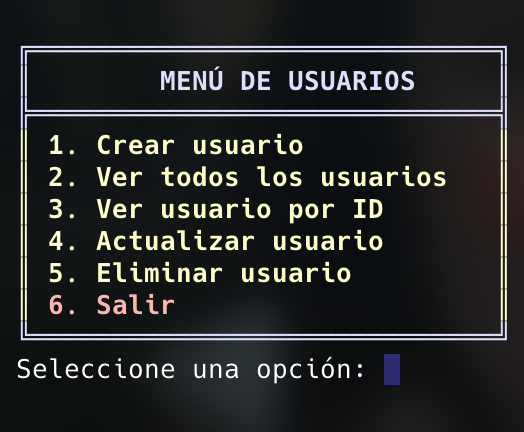 MENÚ DE USUARIOS
1. Crear usuario
2. Ver todos los usuarios
3. Ver usuario por ID
4. Actualizar usuario
5. Eliminar usuario
6. Salir
Seleccione una opción: